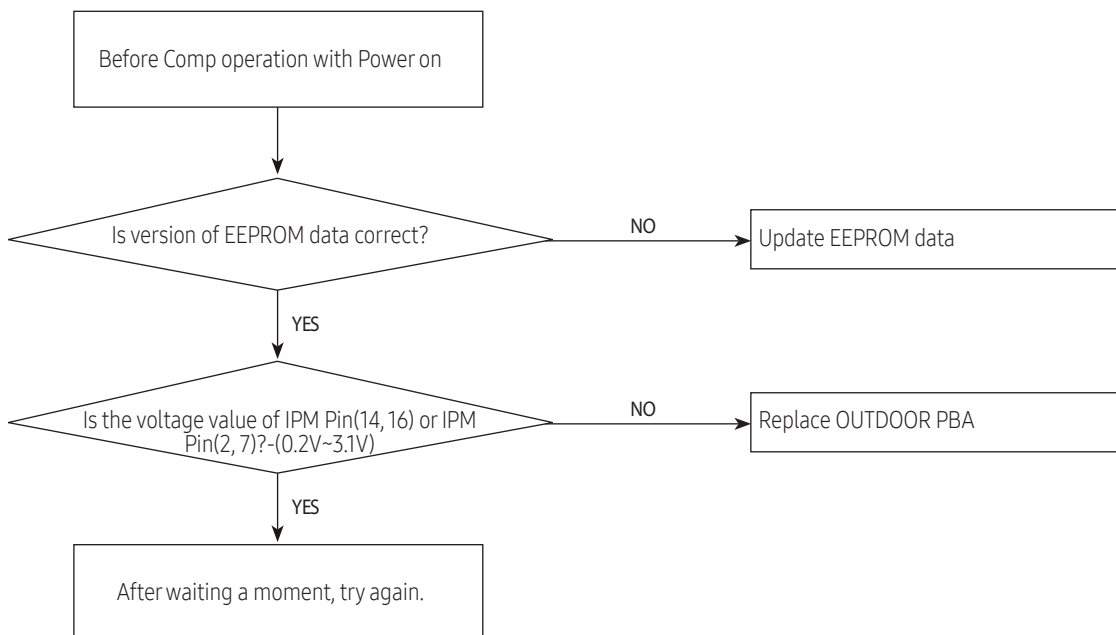 Before Comp operation with Power on
Is version of EEPROM data correct?
NO
Update EEPROM data
YES
Is the voltage value of IPM Pin(14, 16) or IPM
Pin(2, 7)?-(0.2V~3.1V)
NO
Replace OUTDOOR PBA
YES
After waiting a moment, try again.